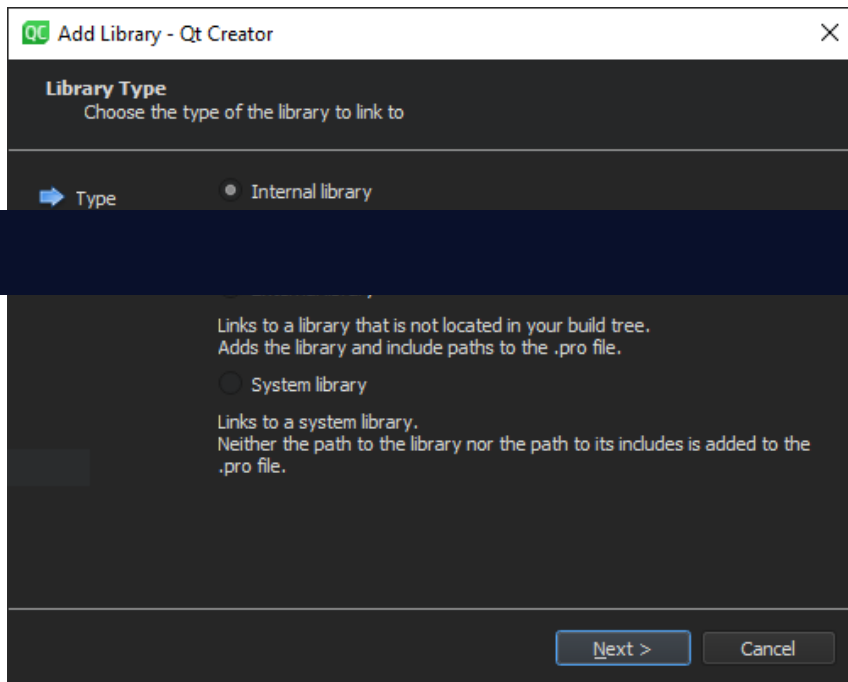 QC Add Library - Qt Creator
Library Type
Choose the type of the library to link to
Type
Internal library
Links to a library that is not located in your build tree.
Adds the library and include paths to the .pro file.
System library
Links to a system library.
Neither the path to the library nor the path to its includes is added to the
.pro file.
Next >
Cancel